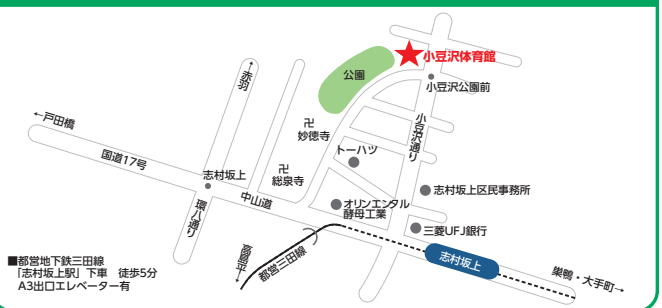 小豆沢体育館
公園
小豆沢公園前
←赤羽
←戸田橋
小豆沢通り
卍
妙徳寺
国道17号
トーハツ
卍
総泉寺
志村坂上
志村坂上区民事務所
中山道
オリンエンタル
酵母工業
環八通り
三菱UFJ銀行
志村坂上
高島平→
都営三田線
巣鴨・大手町→
■都営地下鉄三田線
「志村坂上駅」下車 徒歩5分
A3出口エレベーター有